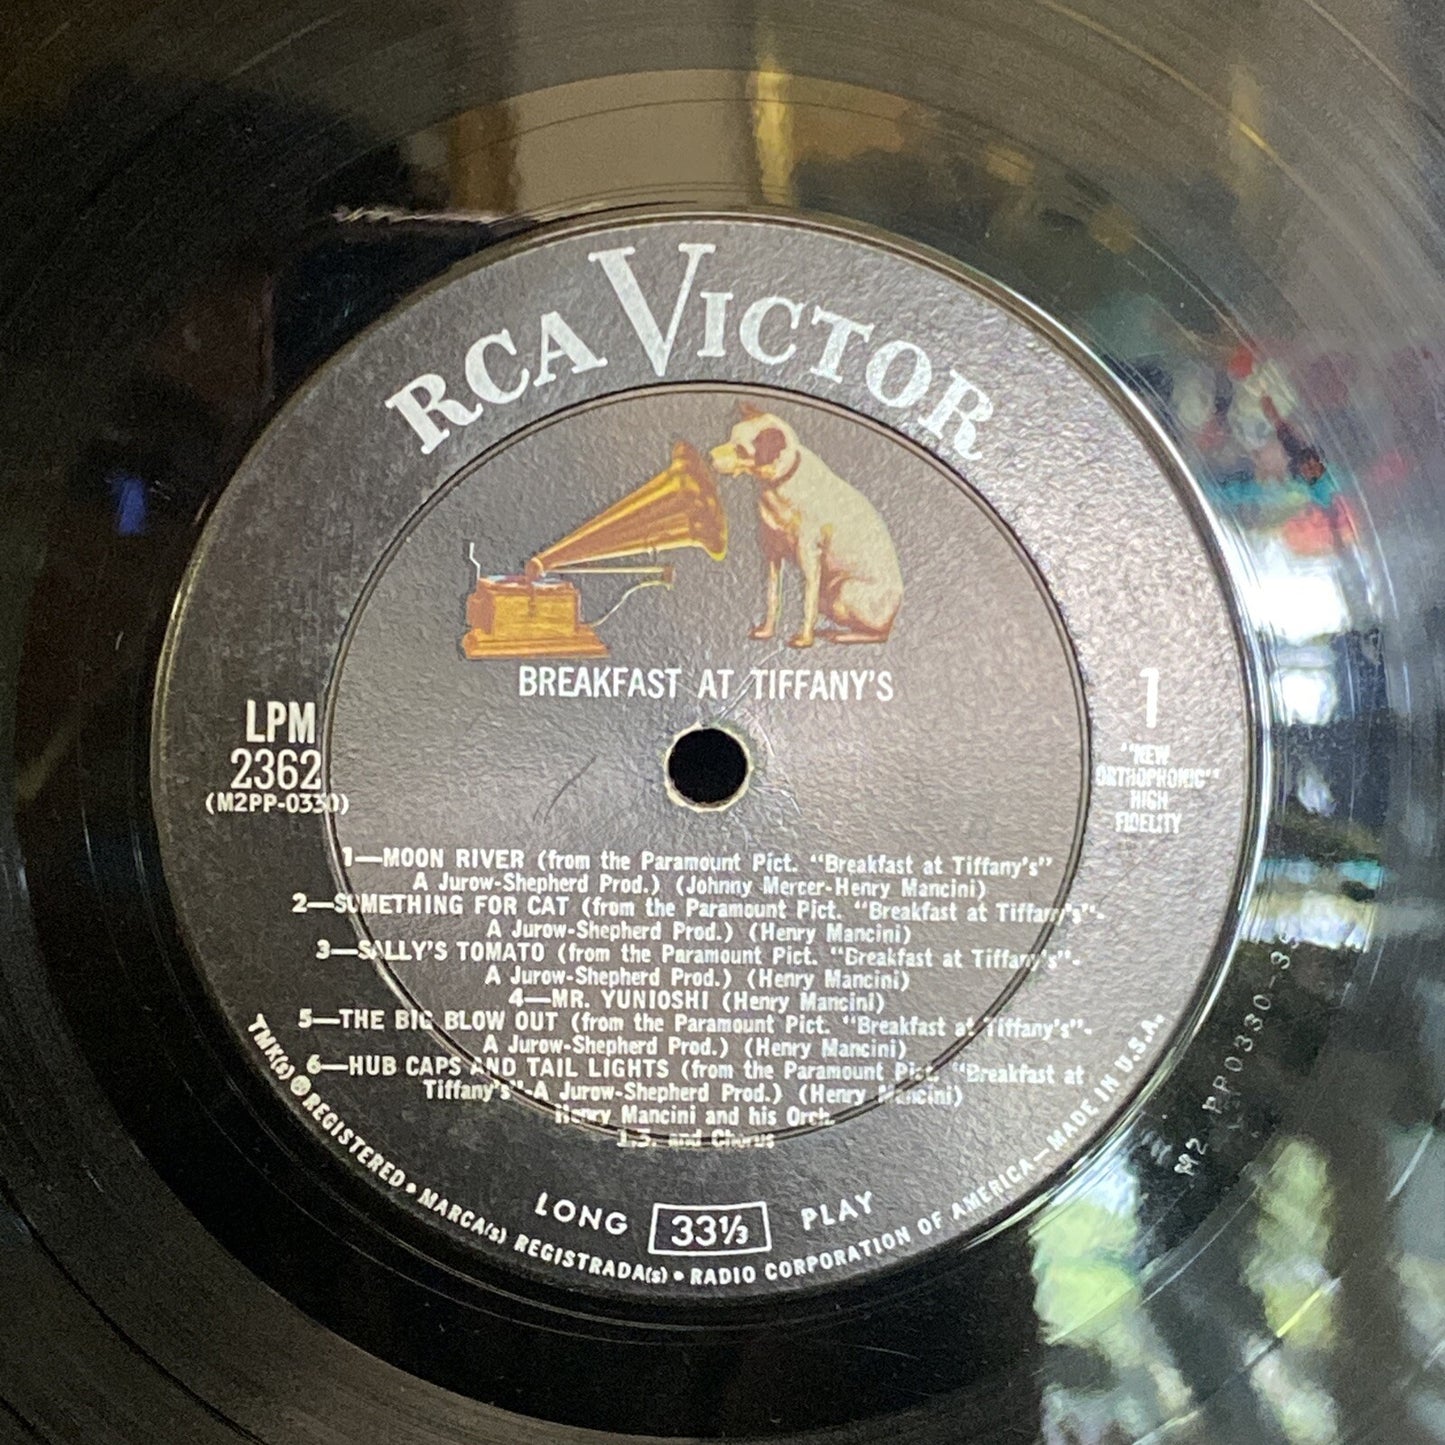 RCA VICTOR
BREAKFAST AT TIFFANY'S
LPM
2362
(M2PP-0330)
1
"NEW
ORTHOPHONIC"
HIGH
FIDELITY
1—MOON RIVER (from the Paramount Pict. "Breakfast at Tiffany's"
A Jurow-Shepherd Prod.) (Johnny Mercer-Henry Mancini)
2—SOMETHING FOR CAT (from the Paramount Pict. "Breakfast at Tiffany's"-
A Jurow-Shepherd Prod.) (Henry Mancini)
3—SALLY'S TOMATO (from the Paramount Pict. "Breakfast at Tiffany's"-
A Jurow-Shepherd Prod.) (Henry Mancini)
4—MR. YUNIOSHI (Henry Mancini)
5—THE BIG BLOW OUT (from the Paramount Pict. "Breakfast at Tiffany's"-
A Jurow-Shepherd Prod.) (Henry Mancini)
6—HUB CAPS AND TAIL LIGHTS (from the Paramount Pict. "Breakfast at
Tiffany's"-A Jurow-Shepherd Prod.) (Henry Mancini)
Henry Mancini and his Orch.
1.5. and Chorus
LONG 33⅓ PLAY
TMK(s) ® REGISTERED • MARCA(s) REGISTRADA(s) • RADIO CORPORATION OF AMERICA—MADE IN U.S.A.